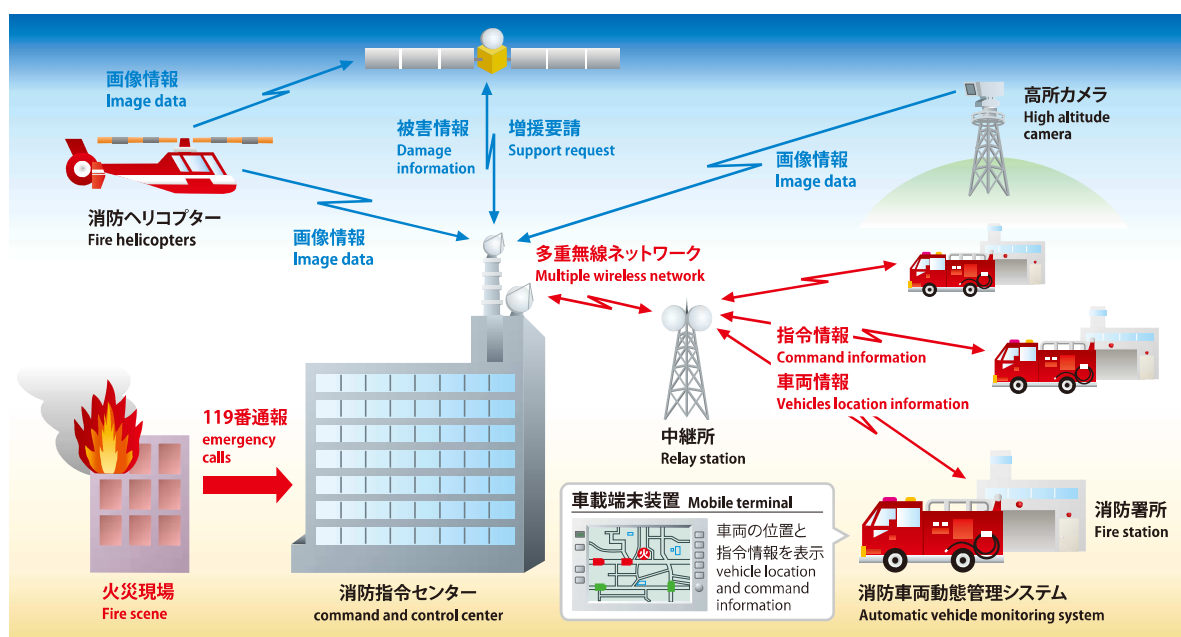 画像情報
Image data
被害情報
Damage
information
増援要請
Support request
高所カメラ
High altitude
camera
画像情報
Image data
消防ヘリコプター
Fire helicopters
画像情報
Image data
多重無線ネットワーク
Multiple wireless network
指令情報
Command information
車両情報
Vehicles location information
119番通報
emergency
calls
中継所
Relay station
車載端末装置 Mobile terminal
火
車両の位置と
指令情報を表示
vehicle location
and command
information
消防署所
Fire station
火災現場
Fire scene
消防指令センター
command and control center
消防車両動態管理システム
Automatic vehicle monitoring system